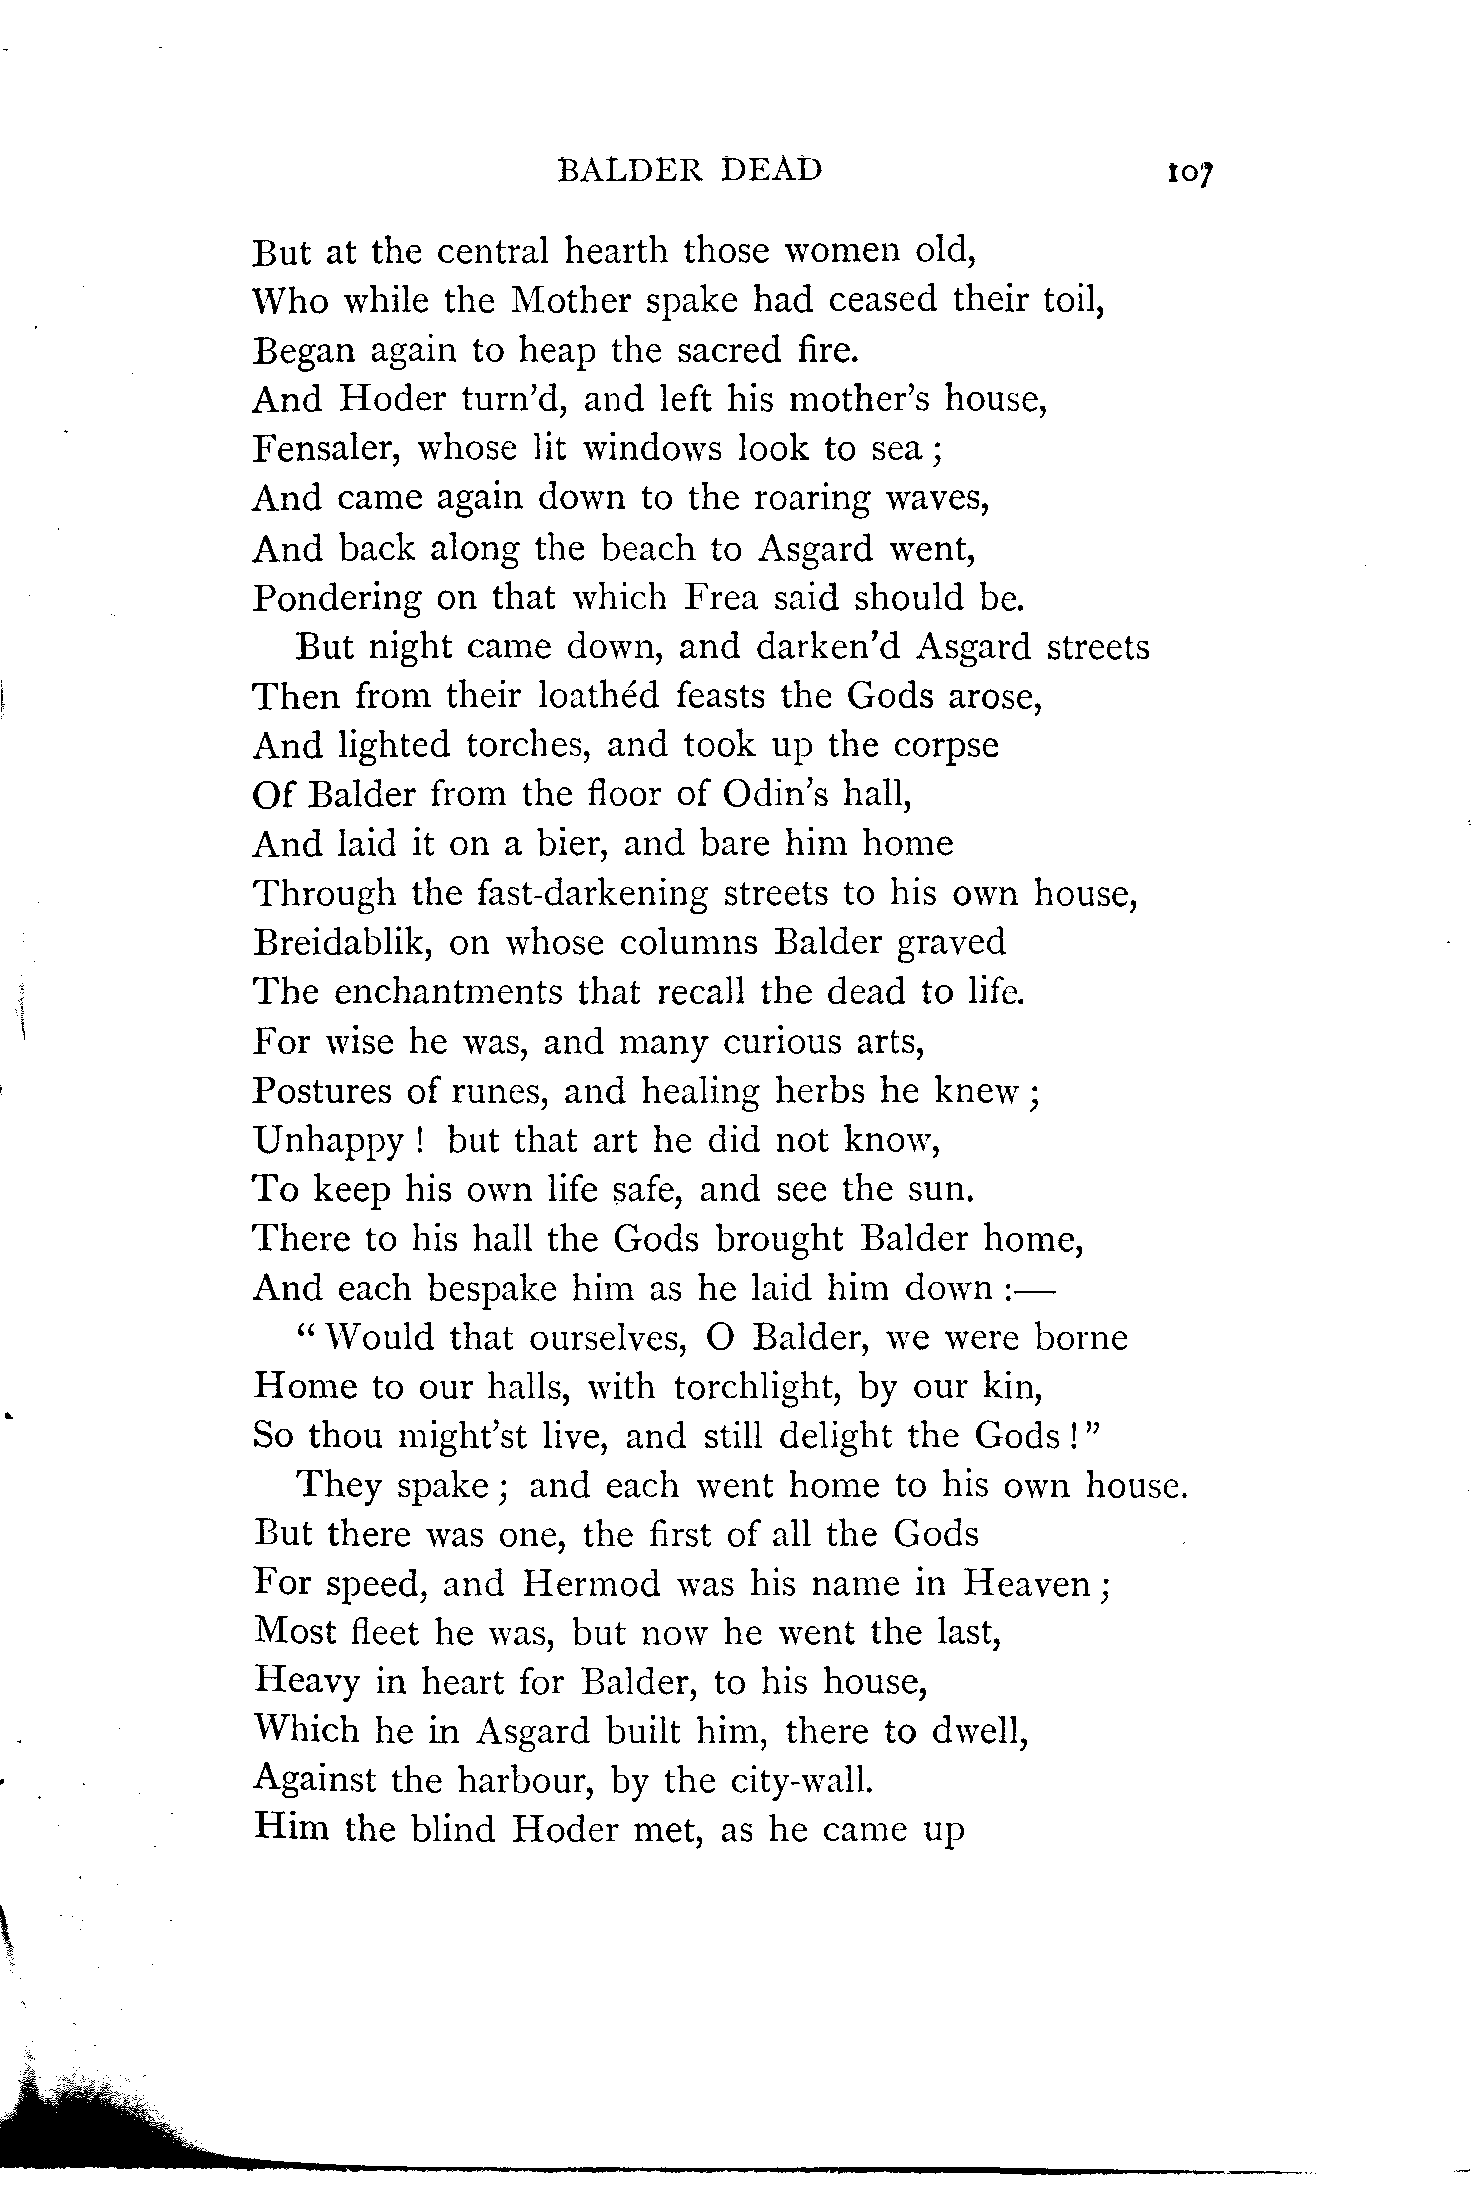 BALDER DEAD 107
But at the central hearth those women old,
Who while the Mother spake had ceased their toil,
Began again to heap the sacred fire.
And Hoder turn'd, and left his mother's house,
Fensaler, whose lit windows look to sea ;
And came again down to the roaring waves,
And back along the beach to Asgard went,
Pondering on that which Frea said should be.
But night came down, and darken'd Asgard streets
Then from their loathéd feasts the Gods arose,
And lighted torches, and took up the corpse
Of Balder from the floor of Odin's hall,
And laid it on a bier, and bare him home
Through the fast-darkening streets to his own house,
Breidablik, on whose columns Balder graved
The enchantments that recall the dead to life.
For wise he was, and many curious arts,
Postures of runes, and healing herbs he knew ;
Unhappy ! but that art he did not know,
To keep his own life safe, and see the sun.
There to his hall the Gods brought Balder home,
And each bespake him as he laid him down :—
“ Would that ourselves, O Balder, we were borne
Home to our halls, with torchlight, by our kin,
So thou might'st live, and still delight the Gods ! ”
They spake ; and each went home to his own house.
But there was one, the first of all the Gods
For speed, and Hermod was his name in Heaven ;
Most fleet he was, but now he went the last,
Heavy in heart for Balder, to his house,
Which he in Asgard built him, there to dwell,
Against the harbour, by the city-wall.
Him the blind Hoder met, as he came up